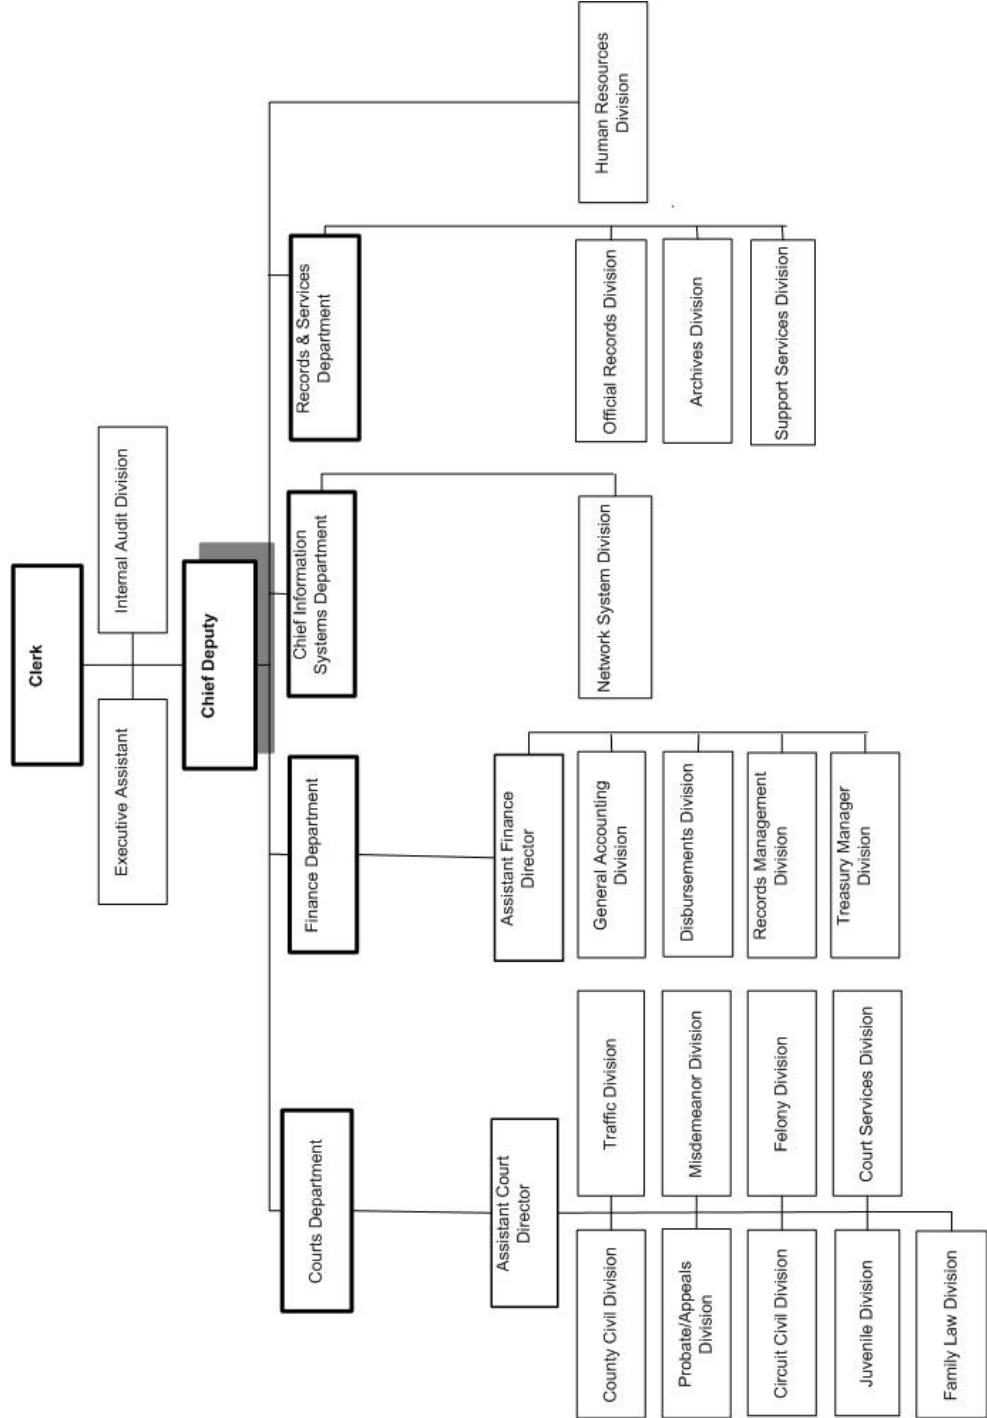 Clerk
Executive Assistant
Internal Audit Division
Chief Deputy
Courts Department
Finance Department
Chief Information
Systems Department
Records & Services
Department
Assistant Court
Director
Assistant Finance
Director
County Civil Division
Traffic Division
General Accounting
Division
Network System Division
Official Records Division
Human Resources
Division
Probate/Appeals
Division
Misdemeanor Division
Disbursements Division
Archives Division
Circuit Civil Division
Felony Division
Records Management
Division
Support Services Division
Juvenile Division
Court Services Division
Treasury Manager
Division
Family Law Division